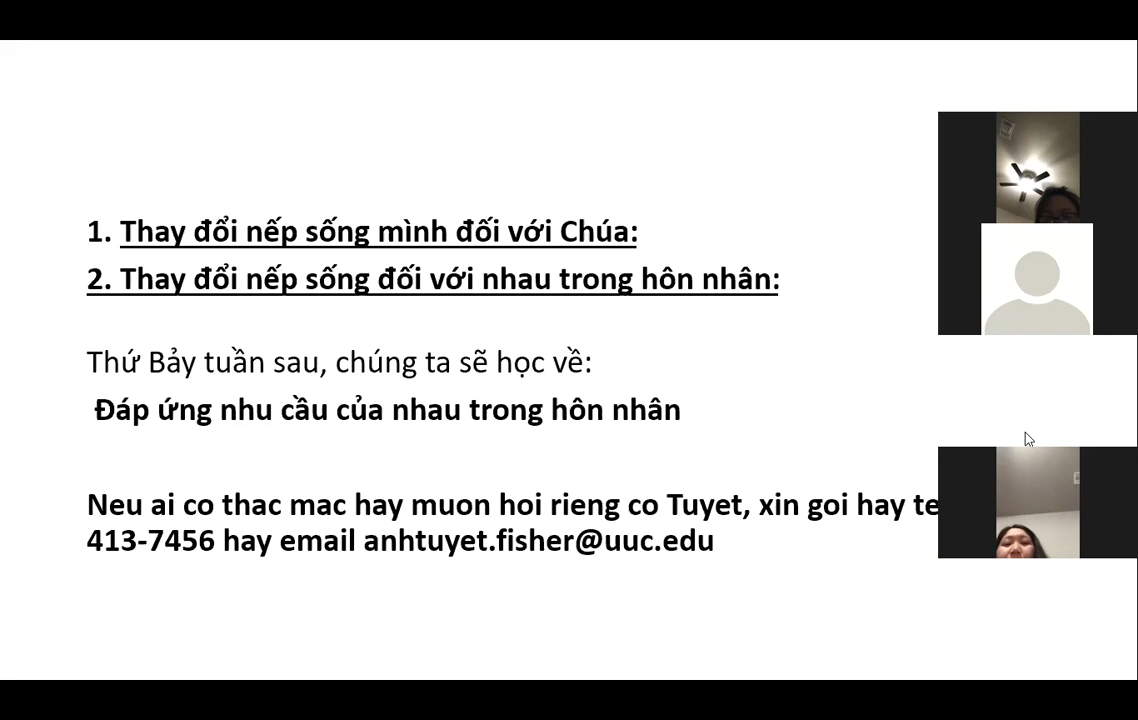 1. Thay đổi nếp sống mình đối với Chúa:
2. Thay đổi nếp sống đối với nhau trong hôn nhân:
Thứ Bảy tuần sau, chúng ta sẽ học về:
Đáp ứng nhu cầu của nhau trong hôn nhân
Neu ai co thac mac hay muon hoi rieng co Tuyet, xin goi hay
413-7456 hay email anhtuyet.fisher@uuc.edu